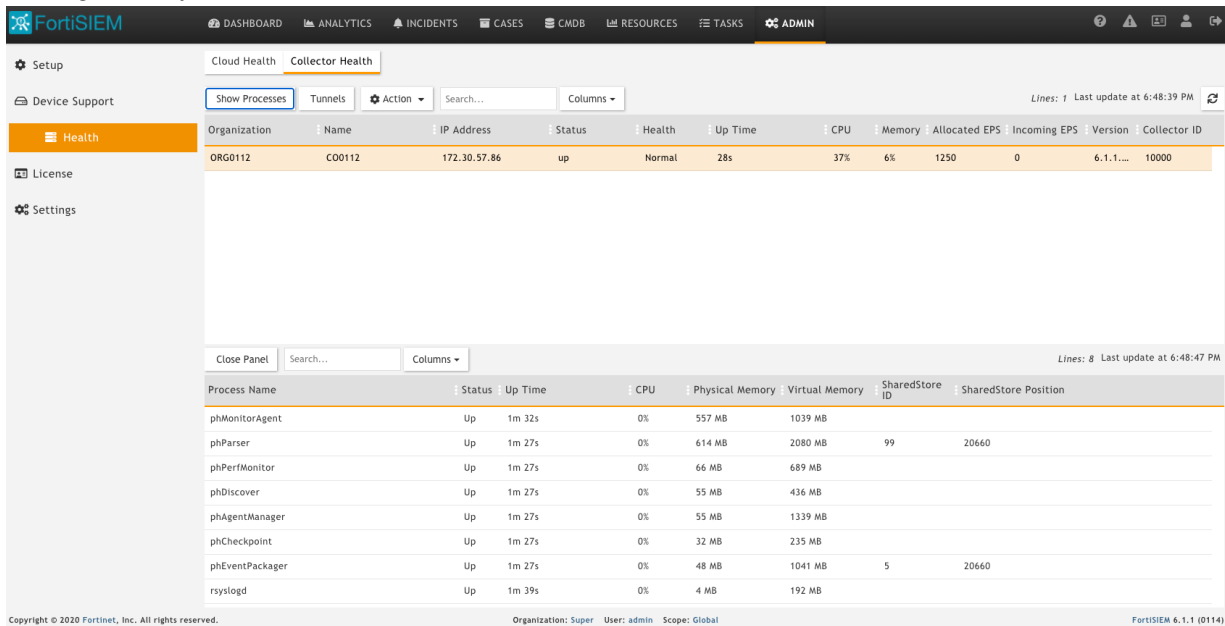 FortiSIEM DASHBOARD ANALYTICS INCIDENTS CASES CMDB RESOURCES TASKS ADMIN
Setup
Device Support
Health
License
Settings
Cloud Health Collector Health
Show Processes Tunnels Action Search... Columns Lines: 1 Last update at 6:48:39 PM
Organization Name IP Address Status Health Up Time CPU Memory Allocated EPS Incoming EPS Version Collector ID
ORG0112 CO0112 172.30.57.86 up Normal 28s 37% 6% 1250 0 6.1.1.... 10000
Close Panel Search... Columns Lines: 8 Last update at 6:48:47 PM
Process Name Status Up Time CPU Physical Memory Virtual Memory SharedStore ID SharedStore Position
phMonitorAgent Up 1m 32s 0% 557 MB 1039 MB
phParser Up 1m 27s 0% 614 MB 2080 MB 99 20660
phPerfMonitor Up 1m 27s 0% 66 MB 689 MB
phDiscover Up 1m 27s 0% 55 MB 436 MB
phAgentManager Up 1m 27s 0% 55 MB 1339 MB
phCheckpoint Up 1m 27s 0% 32 MB 235 MB
phEventPackager Up 1m 27s 0% 48 MB 1041 MB 5 20660
rsyslogd Up 1m 39s 0% 4 MB 192 MB
Copyright © 2020 Fortinet, Inc. All rights reserved. Organization: Super User: admin Scope: Global FortiSIEM 6.1.1 (0114)